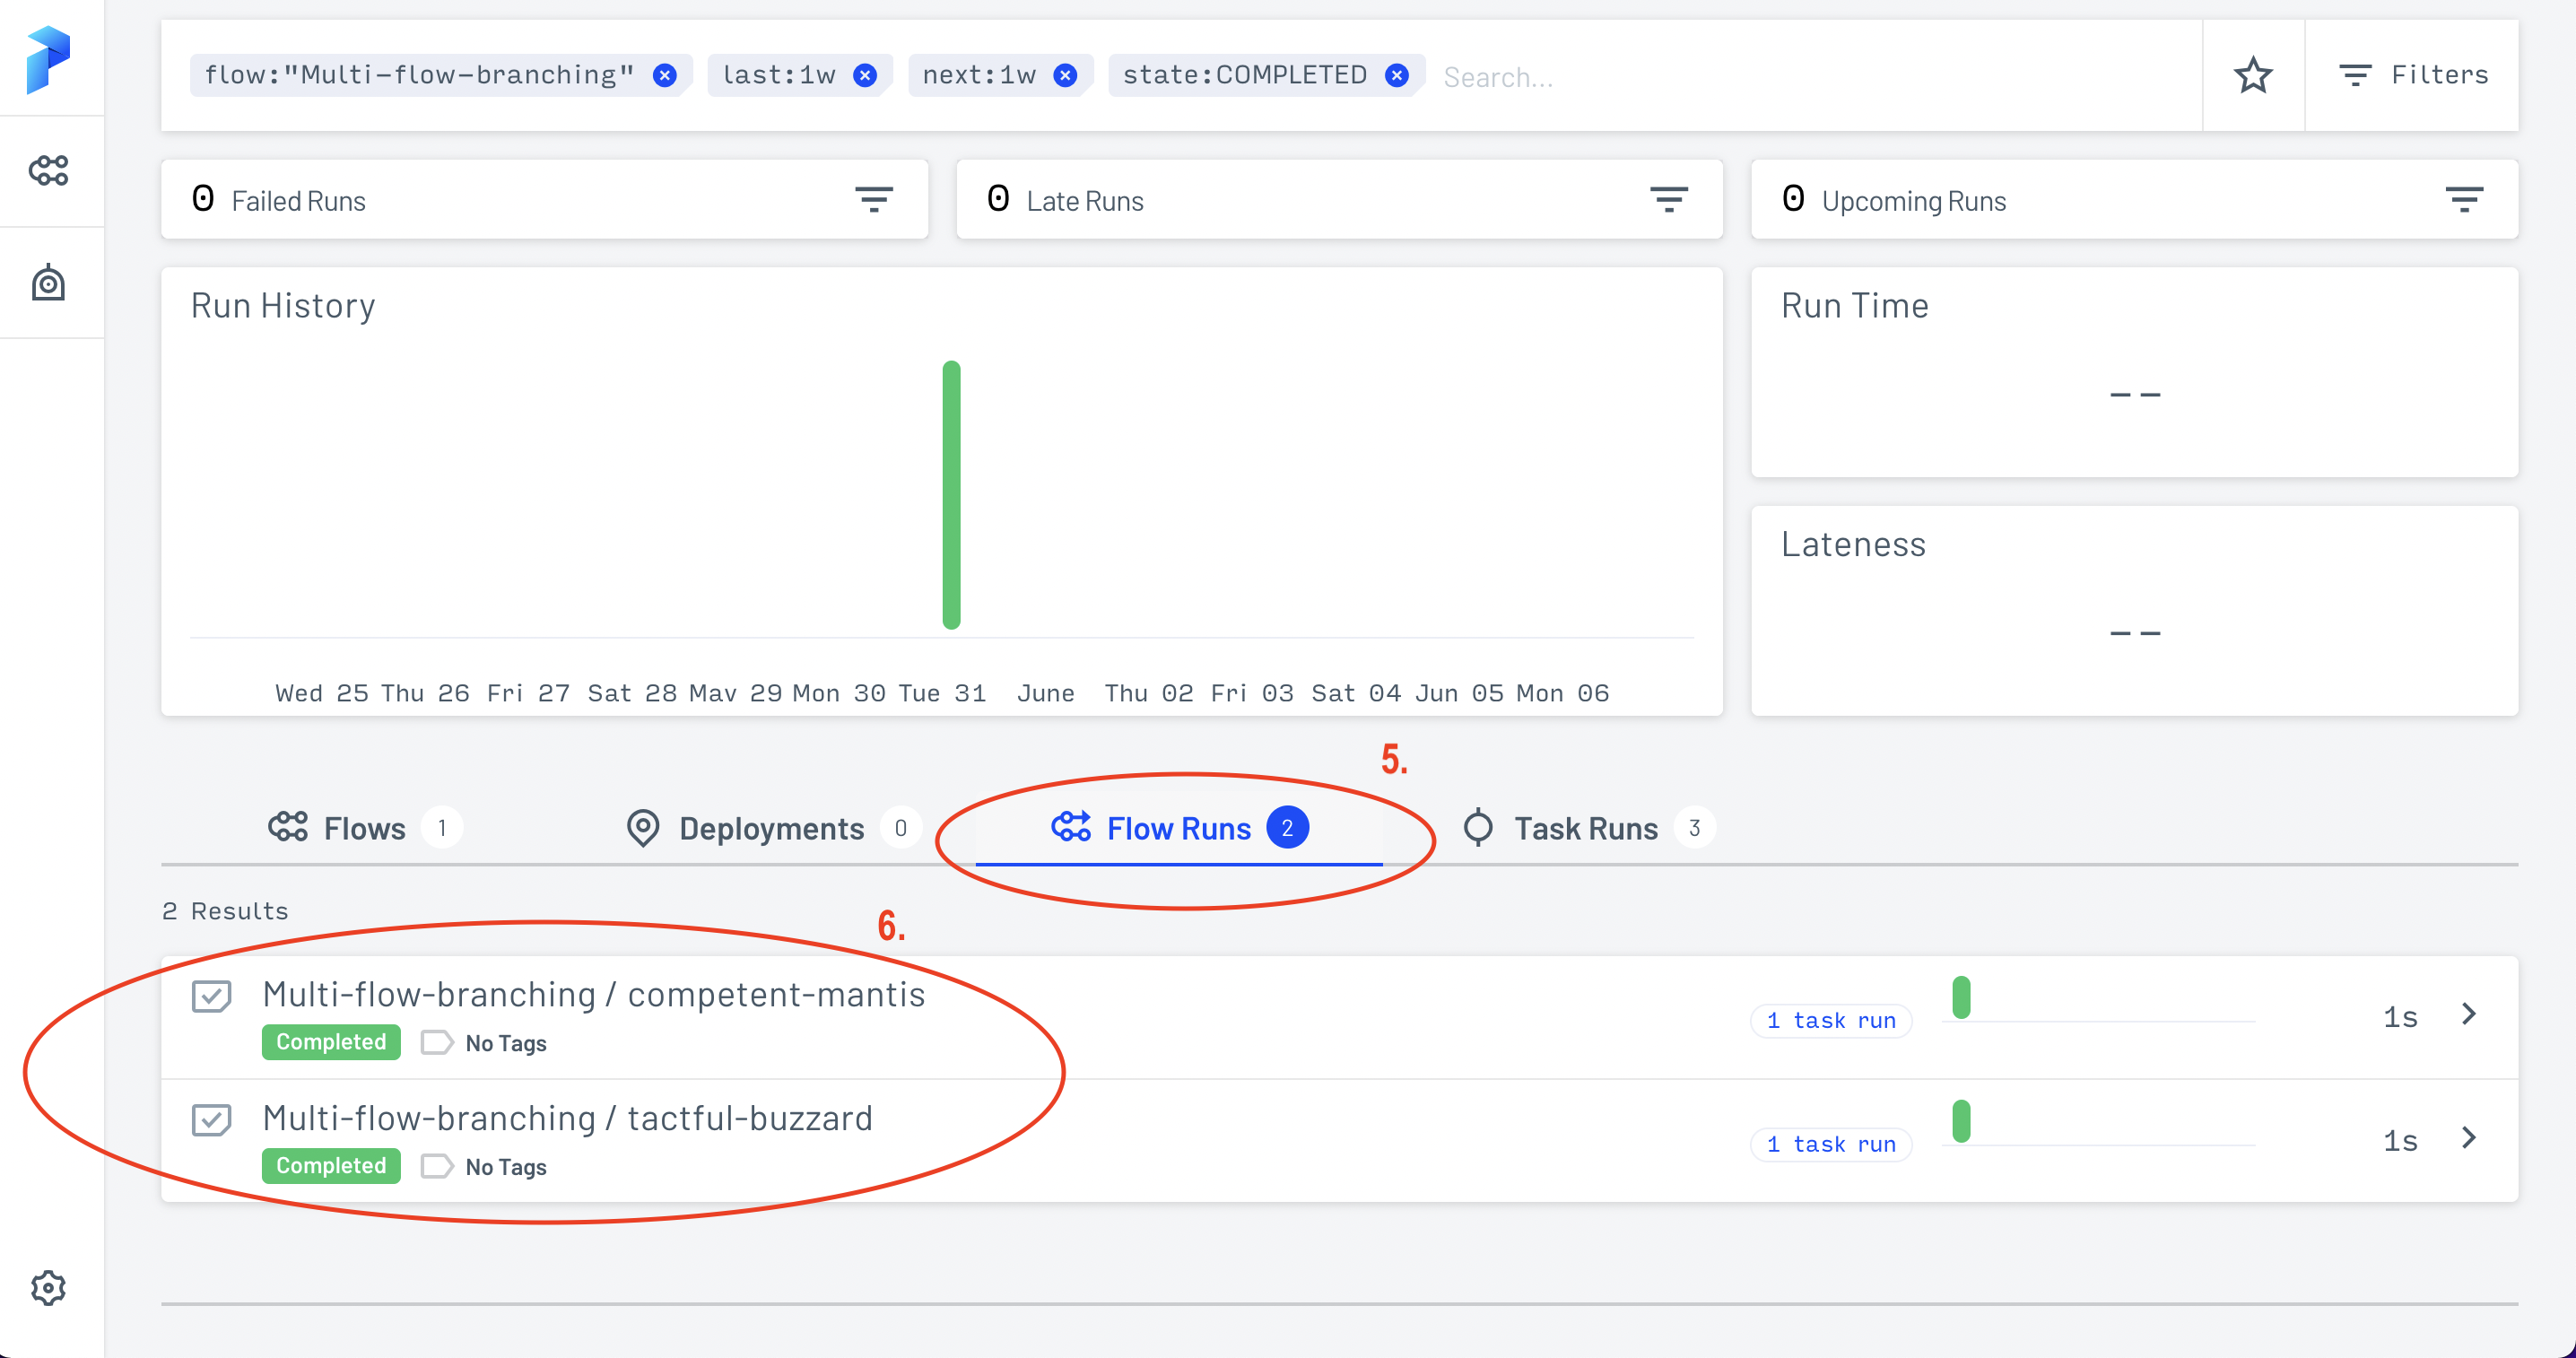 flow:"Multi-flow-branching" last:1w next:1w state:COMPLETED Search... Filters
0 Failed Runs
0 Late Runs
0 Upcoming Runs
Run History
Wed 25 Thu 26 Fri 27 Sat 28 Mav 29 Mon 30 Tue 31 June Thu 02 Fri 03 Sat 04 Jun 05 Mon 06
Run Time
--
Lateness
--
5.
Flows 1 Deployments 0 Flow Runs 2 Task Runs 3
2 Results
6.
Multi-flow-branching / competent-mantis
Completed No Tags
1 task run 1s
Multi-flow-branching / tactful-buzzard
Completed No Tags
1 task run 1s